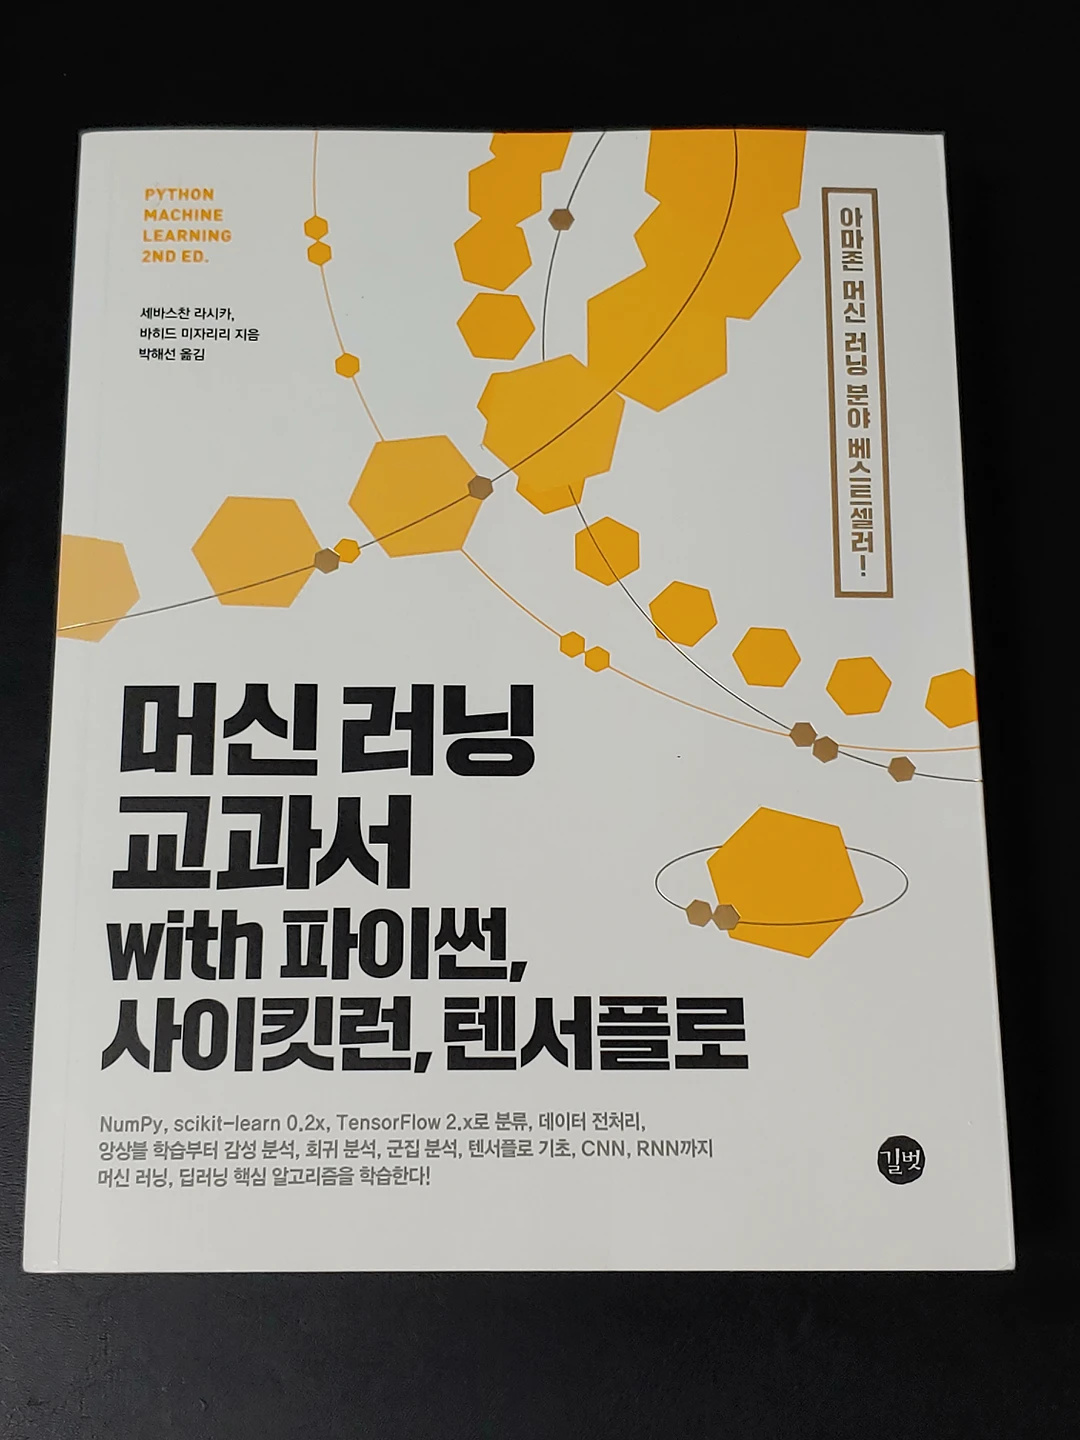 PYTHON
MACHINE
LEARNING
2ND ED.
세바스찬 라시카,
바히드 미자리리 지음
박해선 옮김
아마존 머신 러닝 분야 베스트셀러!
머신 러닝
교과서
with 파이썬,
사이킷런, 텐서플로
NumPy, scikit-learn 0.2x, TensorFlow 2.x로 분류, 데이터 전처리,
앙상블 학습부터 감성 분석, 회귀 분석, 군집 분석, 텐서플로 기초, CNN, RNN까지
머신 러닝, 딥러닝 핵심 알고리즘을 학습한다!
길벗